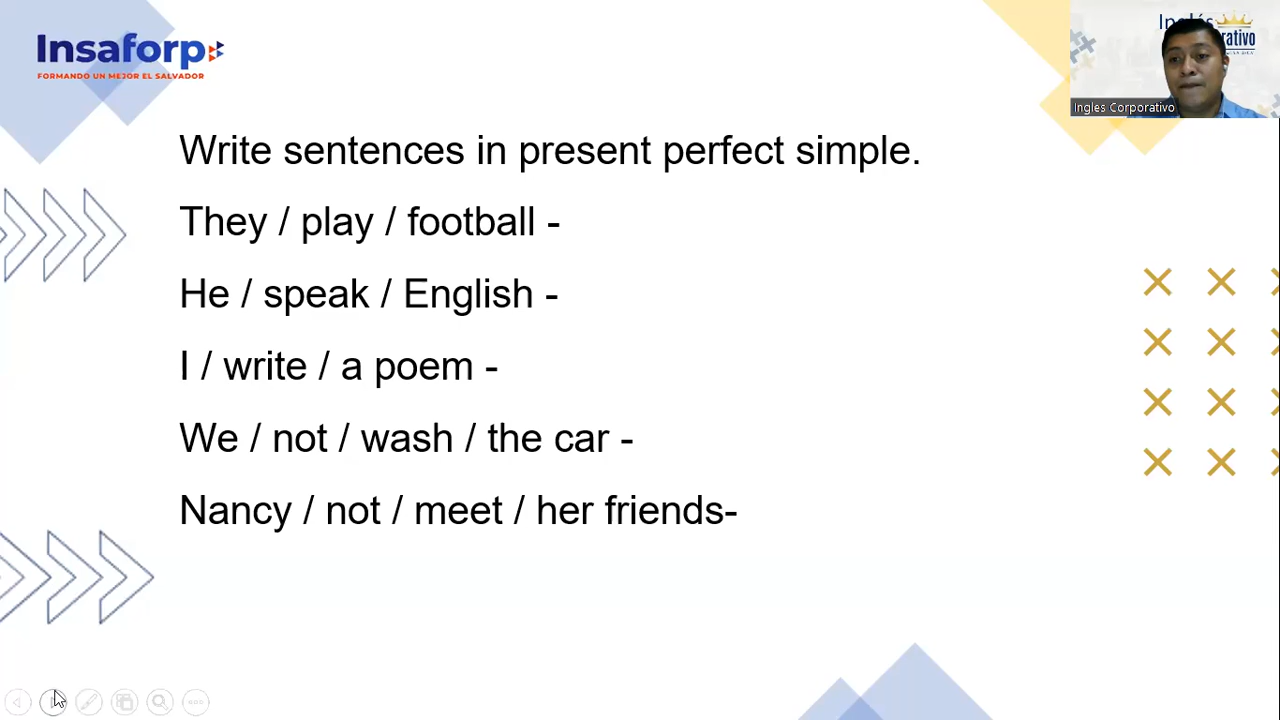 Insaforp
FORMANDO UN MEJOR EL SALVADOR
Ingles Corporativo
Write sentences in present perfect simple.
They / play / football -
He / speak / English -
I / write / a poem -
We / not / wash / the car -
Nancy / not / meet / her friends-